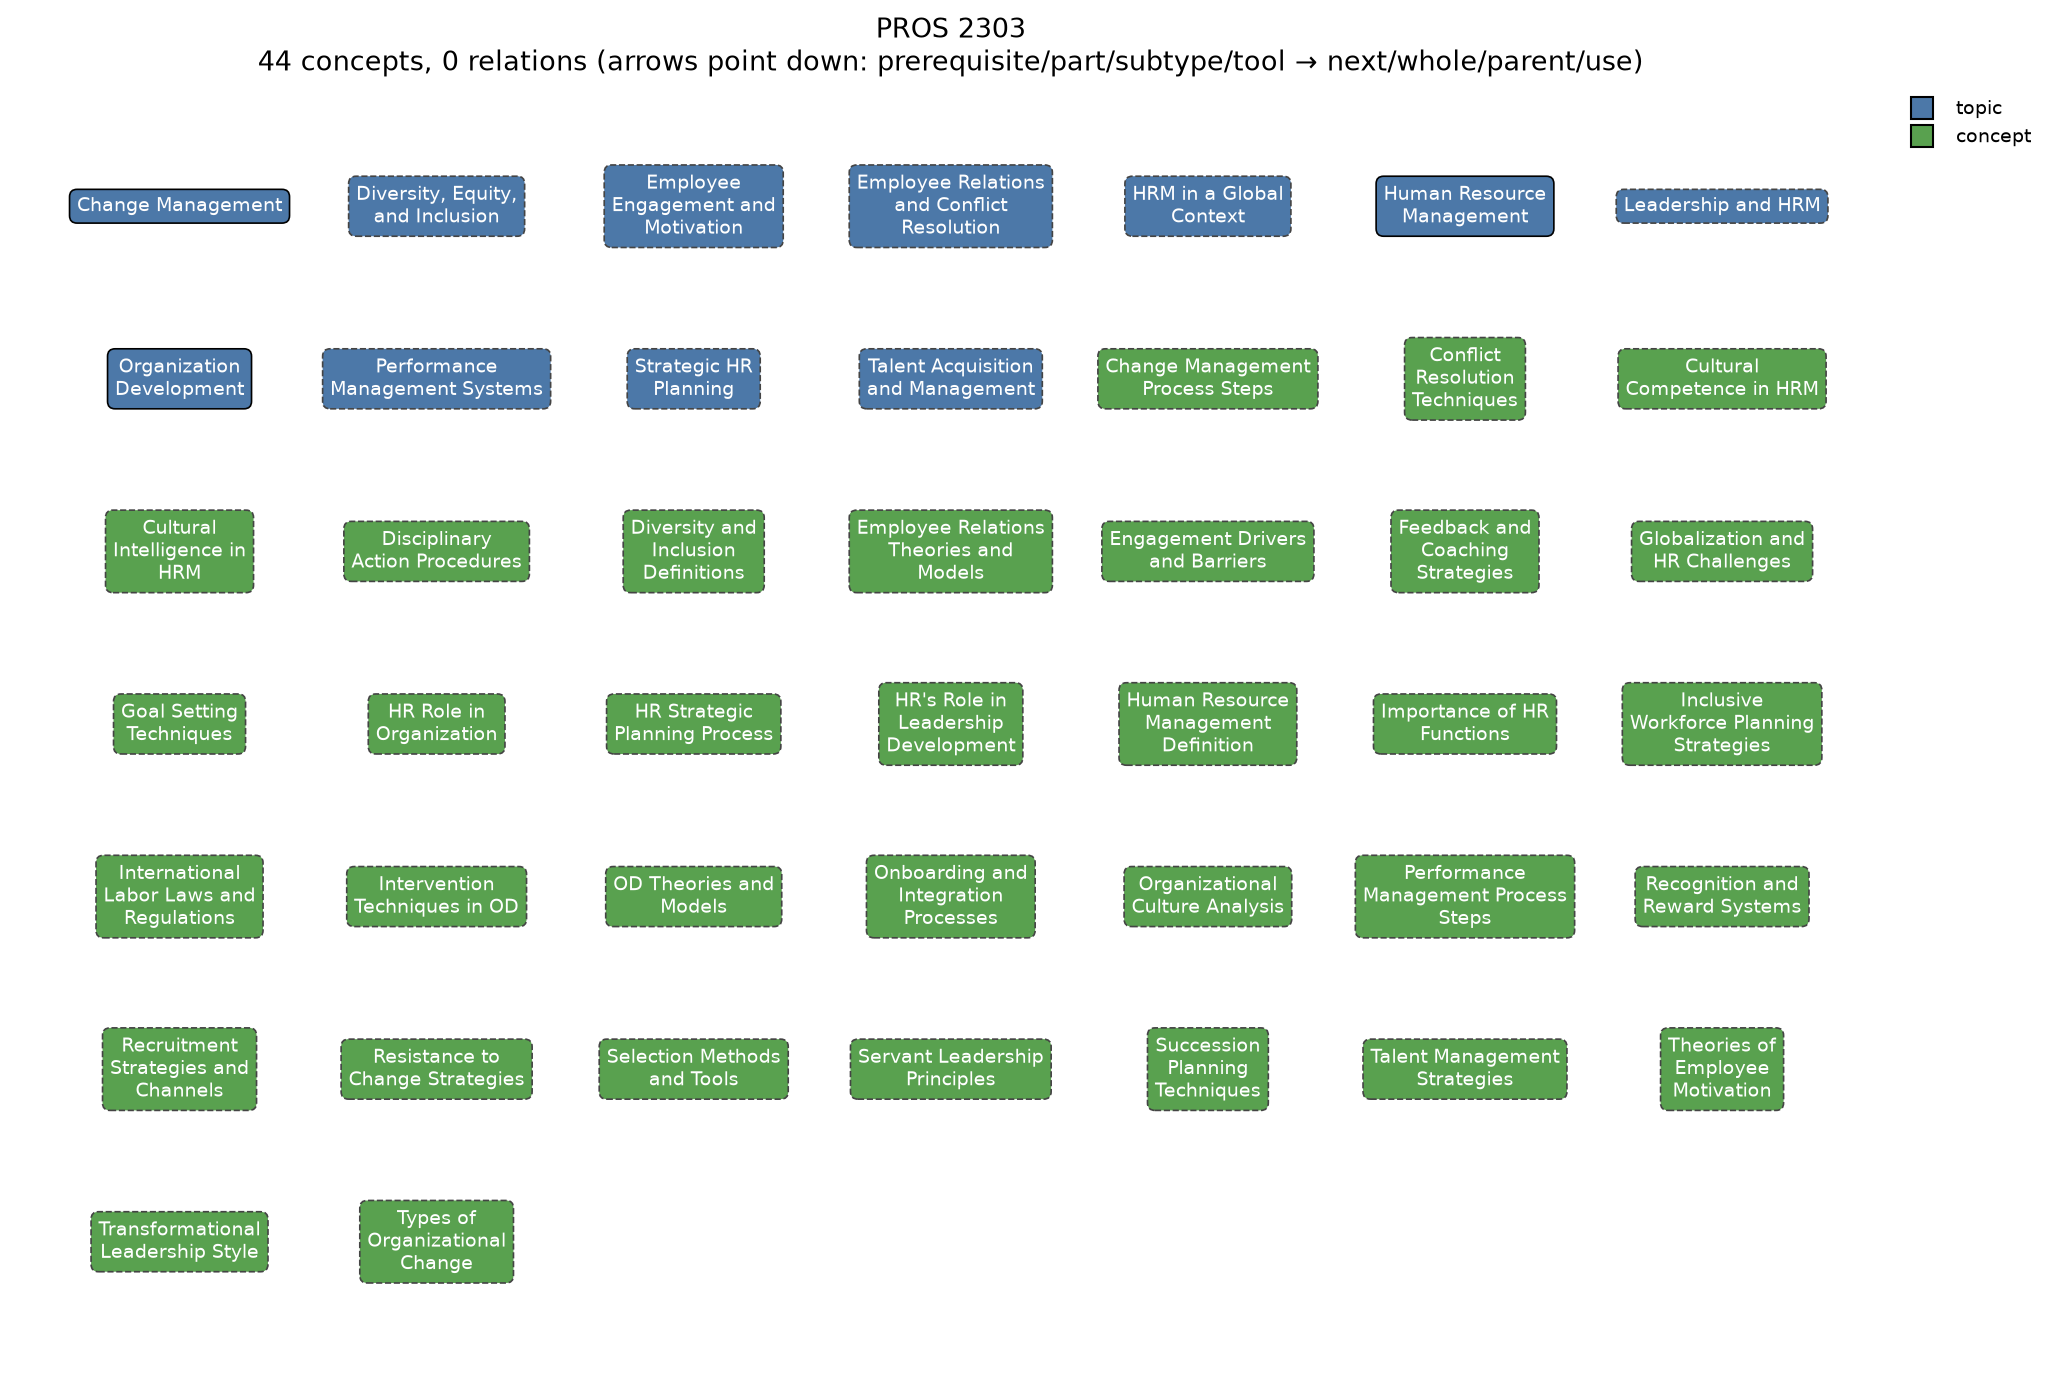 PROS 2303
44 concepts, 0 relations (arrows point down: prerequisite/part/subtype/tool → next/whole/parent/use)
topic
concept
Change Management
Diversity, Equity,
and Inclusion
Employee
Engagement and
Motivation
Employee Relations
and Conflict
Resolution
HRM in a Global
Context
Human Resource
Management
Leadership and HRM
Organization
Development
Performance
Management Systems
Strategic HR
Planning
Talent Acquisition
and Management
Change Management
Process Steps
Conflict
Resolution
Techniques
Cultural
Competence in HRM
Cultural
Intelligence in
HRM
Disciplinary
Action Procedures
Diversity and
Inclusion
Definitions
Employee Relations
Theories and
Models
Engagement Drivers
and Barriers
Feedback and
Coaching
Strategies
Globalization and
HR Challenges
Goal Setting
Techniques
HR Role in
Organization
HR Strategic
Planning Process
HR's Role in
Leadership
Development
Human Resource
Management
Definition
Importance of HR
Functions
Inclusive
Workforce Planning
Strategies
International
Labor Laws and
Regulations
Intervention
Techniques in OD
OD Theories and
Models
Onboarding and
Integration
Processes
Organizational
Culture Analysis
Performance
Management Process
Steps
Recognition and
Reward Systems
Recruitment
Strategies and
Channels
Resistance to
Change Strategies
Selection Methods
and Tools
Servant Leadership
Principles
Succession
Planning
Techniques
Talent Management
Strategies
Theories of
Employee
Motivation
Transformational
Leadership Style
Types of
Organizational
Change